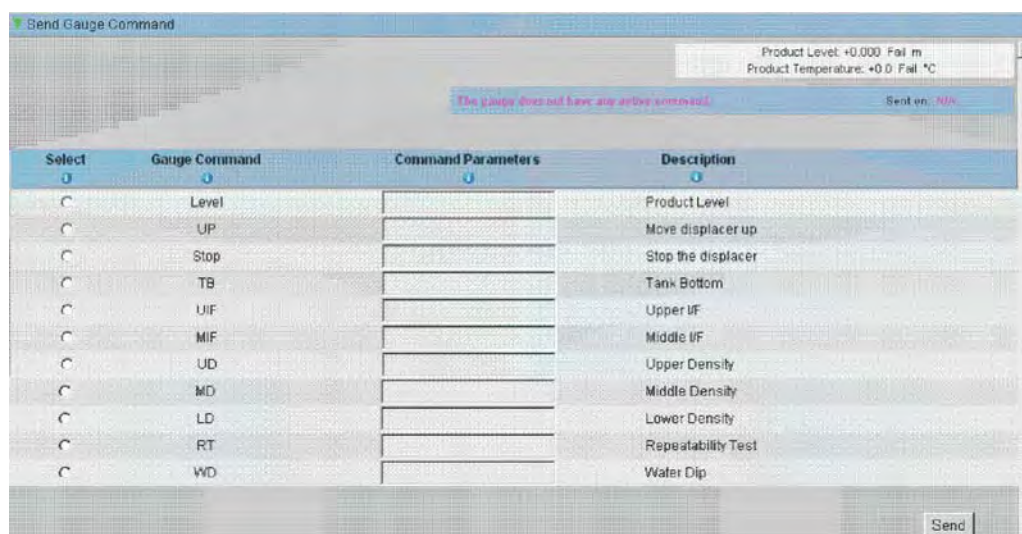 Send Gauge Command
Product Level: +0.000 Fail m
Product Temperature: +0.0 Fail °C
The gauge does not have any active command. Sent on: N/A
Select Gauge Command Command Parameters Description
Level Product Level
UP Move displacer up
Stop Stop the displacer
TB Tank Bottom
UIF Upper I/F
MIF Middle I/F
UD Upper Density
MD Middle Density
LD Lower Density
RT Repeatability Test
WD Water Dip
Send